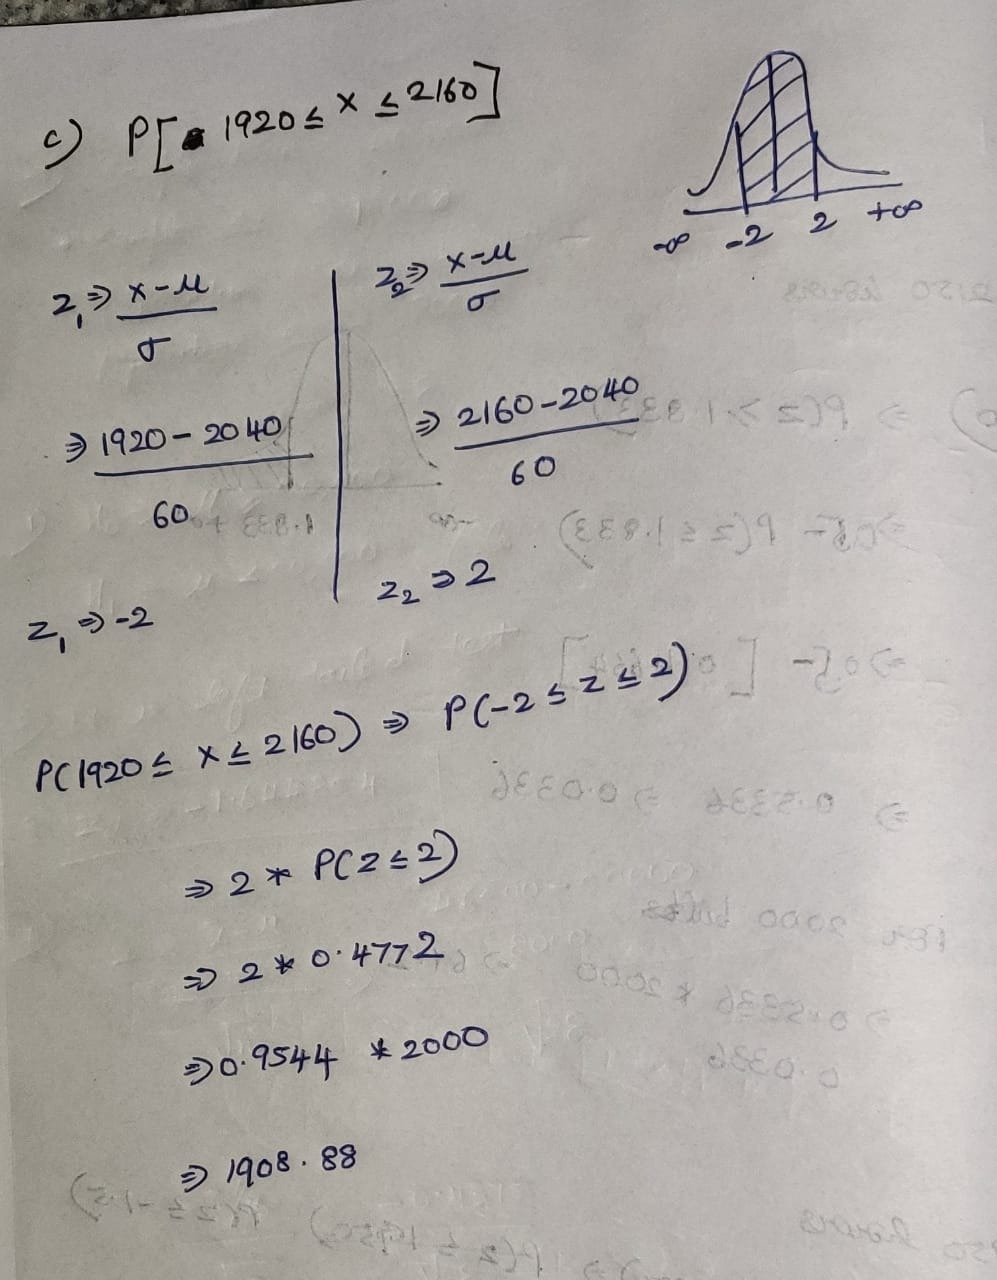 c) P[ 1920 ≤ x ≤ 2160]
-∞ -2 2 +∞
z₁ ⇒ x-μ
σ
⇒ 1920 - 2040
60
z₁ ⇒ -2
z₂ ⇒ x-μ
σ
⇒ 2160 - 2040
60
z₂ ⇒ 2
P(1920 ≤ x ≤ 2160) ⇒ P(-2 ≤ z ≤ 2)
⇒ 2 * P(z ≤ 2)
⇒ 2 * 0.4772
⇒ 0.9544 * 2000
⇒ 1908.88